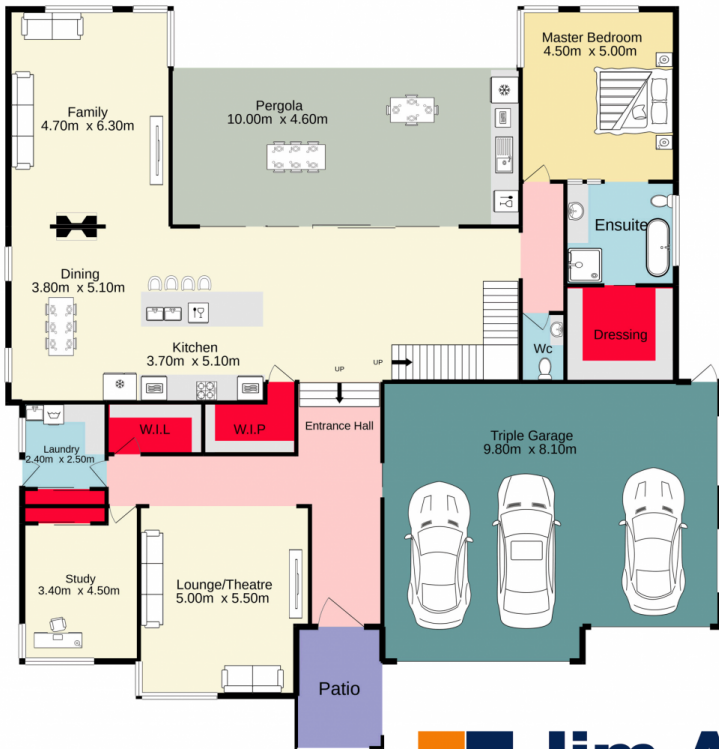 Master Bedroom
4.50m x 5.00m
Family
4.70m x 6.30m
Pergola
10.00m x 4.60m
Ensuite
Dining
3.80m x 5.10m
Kitchen
3.70m x 5.10m
UP
UP
Wc
Dressing
W.I.L
W.I.P
Entrance Hall
Laundry
2.40m x 2.50m
Triple Garage
9.80m x 8.10m
Study
3.40m x 4.50m
Lounge/Theatre
5.00m x 5.50m
Patio